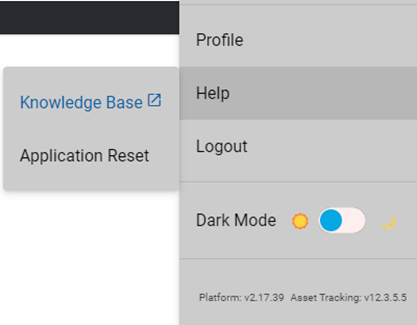 Profile
Help
Knowledge Base
Application Reset
Logout
Dark Mode
Platform: v2.17.39 Asset Tracking: v12.3.5.5